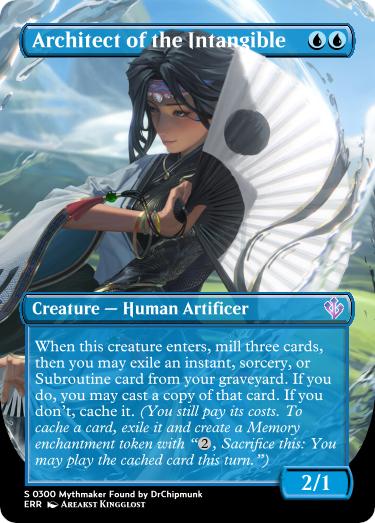 Architect of the Intangible
Creature — Human Artificer
When this creature enters, mill three cards,
then you may exile an instant, sorcery, or
Subroutine card from your graveyard. If you
do, you may cast a copy of that card. If you
don't, cache it. (You still pay its costs. To
cache a card, exile it and create a Memory
enchantment token with “2, Sacrifice this: You
may play the cached card this turn.”)
2/1
S 0300 Mythmaker Found by DrChipmunk
ERR Areakst Kingglost